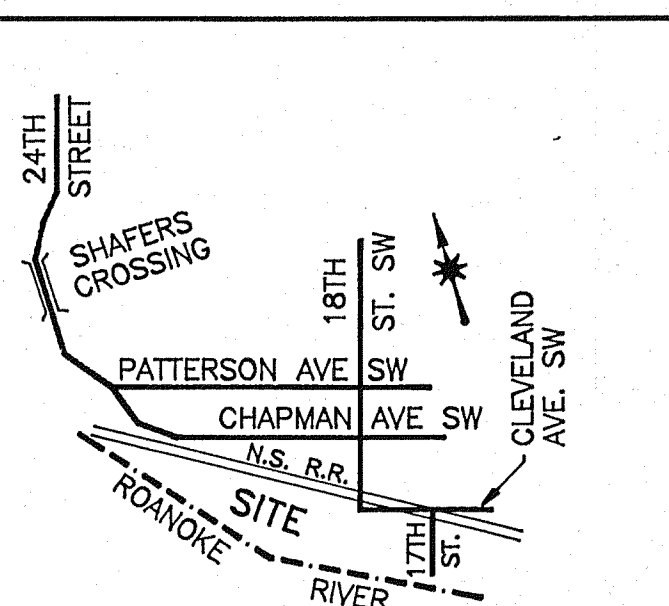 24TH
STREET
SHAFERS
CROSSING
18TH
ST. SW
CLEVELAND
AVE. SW
PATTERSON AVE SW
CHAPMAN AVE SW
N.S. R.R.
SITE
ROANOKE
RIVER
17TH
ST.